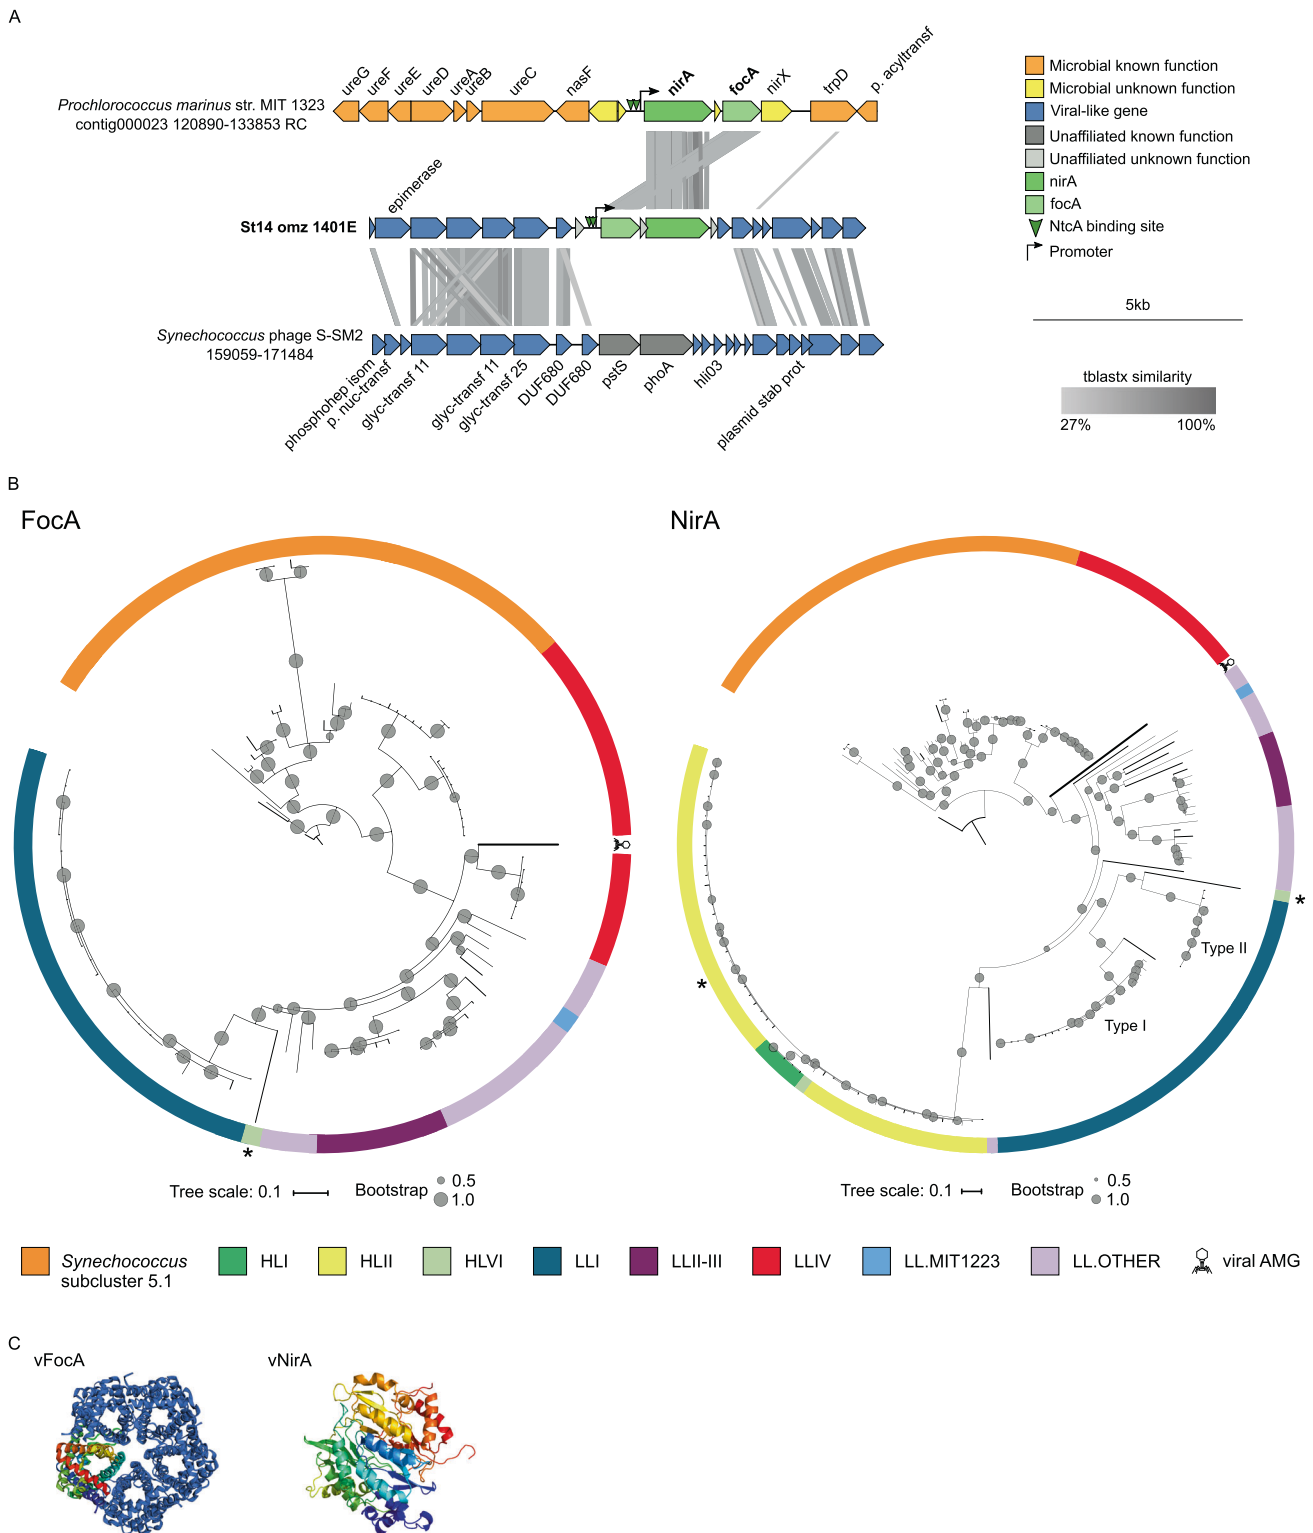 A
ureG
ureF
ureE
ureD
ureA
ureB
ureC
nasF
nirA
focA
nirX
trpD
p. acyltransf
Prochlorococcus marinus str. MIT 1323
contig000023 120890-133853 RC
epimerase
St14 omz 1401E
Synechococcus phage S-SM2
159059-171484
phosphohep isom
p. nuc-transf
glyc-transf 11
glyc-transf 11
glyc-transf 25
DUF680
DUF680
pstS
phoA
hli03
plasmid stab prot
Microbial known function
Microbial unknown function
Viral-like gene
Unaffiliated known function
Unaffiliated unknown function
nirA
focA
NtcA binding site
Promoter
5kb
tblastx similarity
27% 100%
B
FocA
*
Tree scale: 0.1
Bootstrap
0.5
1.0
NirA
*
*
Type II
Type I
Tree scale: 0.1
Bootstrap
0.5
1.0
Synechococcus
subcluster 5.1
HLI
HLII
HLVI
LLI
LLII-III
LLIV
LL.MIT1223
LL.OTHER
viral AMG
C
vFocA
vNirA